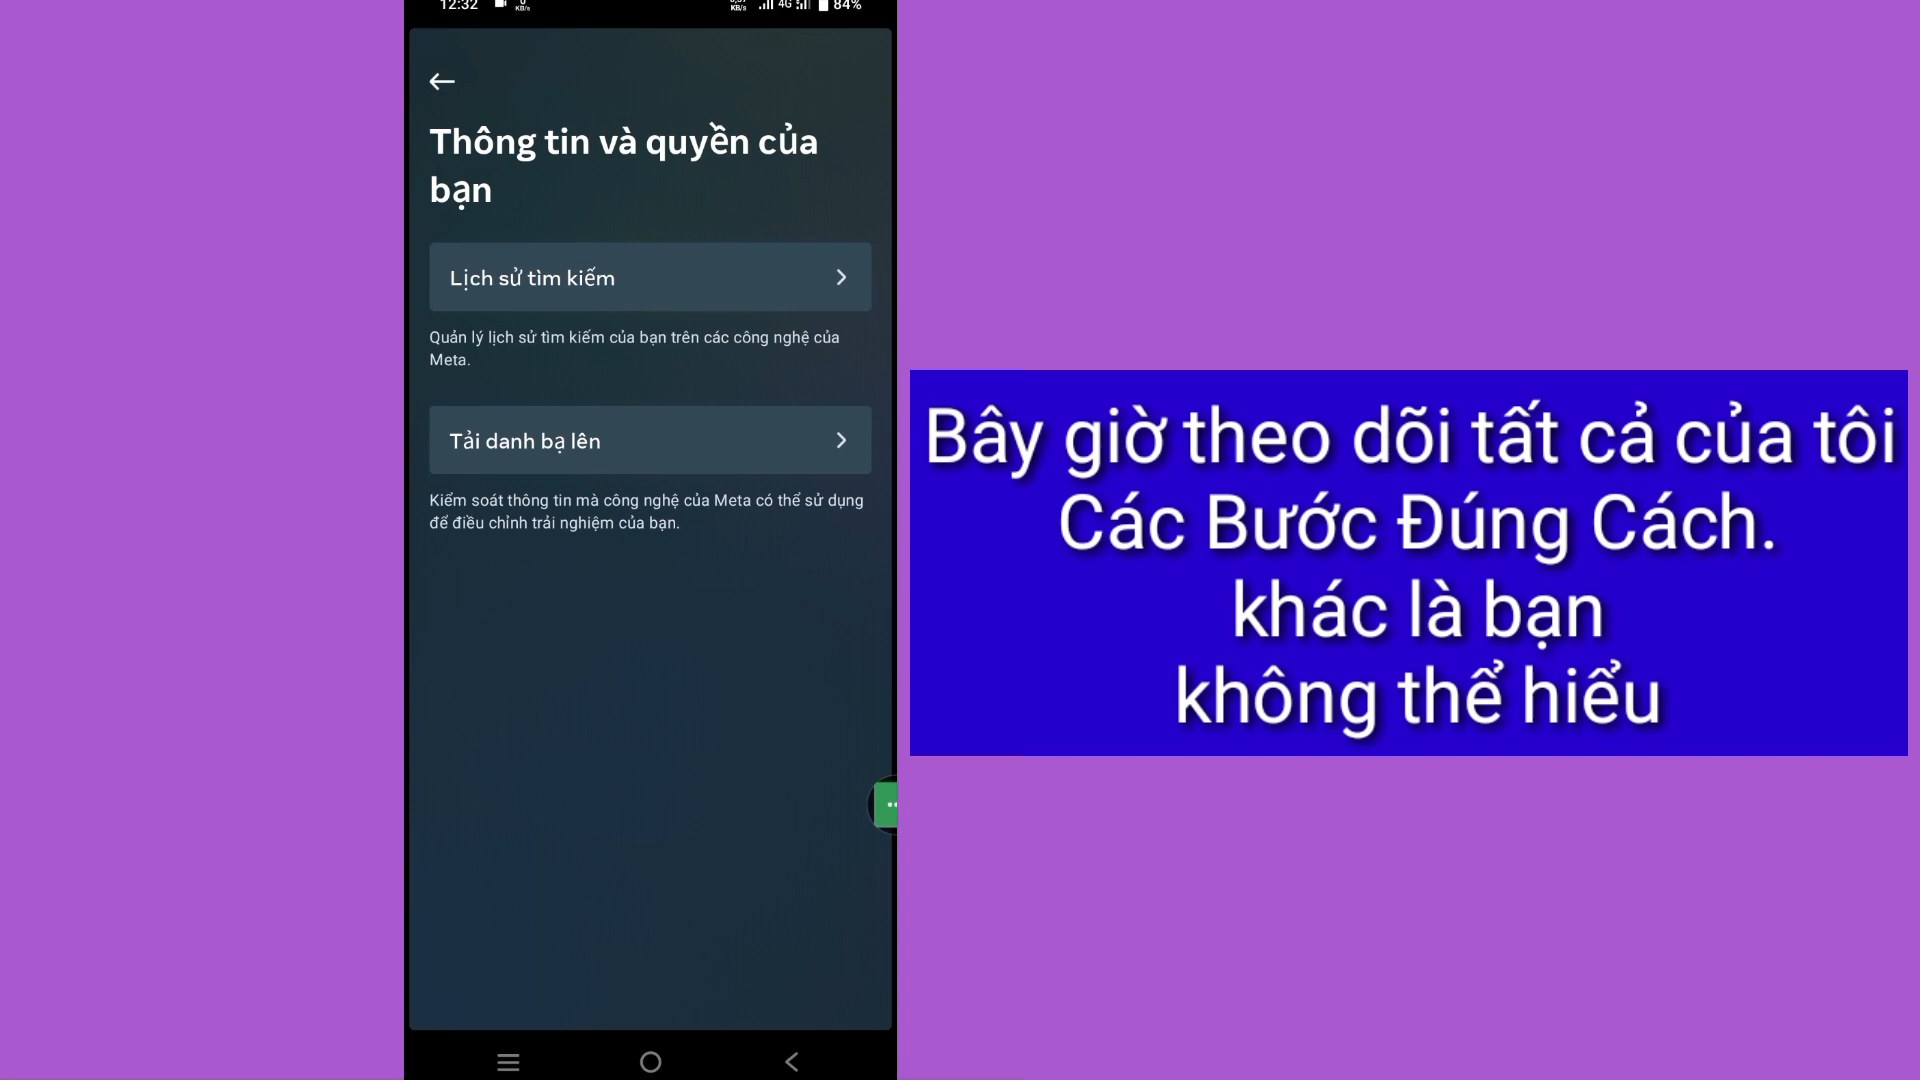 12:32
KB/s
KB/s
4G
84%
Thông tin và quyền của
bạn
Lịch sử tìm kiếm
Quản lý lịch sử tìm kiếm của bạn trên các công nghệ của
Meta.
Tải danh bạ lên
Kiểm soát thông tin mà công nghệ của Meta có thể sử dụng
để điều chỉnh trải nghiệm của bạn.
Bây giờ theo dõi tất cả của tôi
Các Bước Đúng Cách.
khác là bạn
không thể hiểu